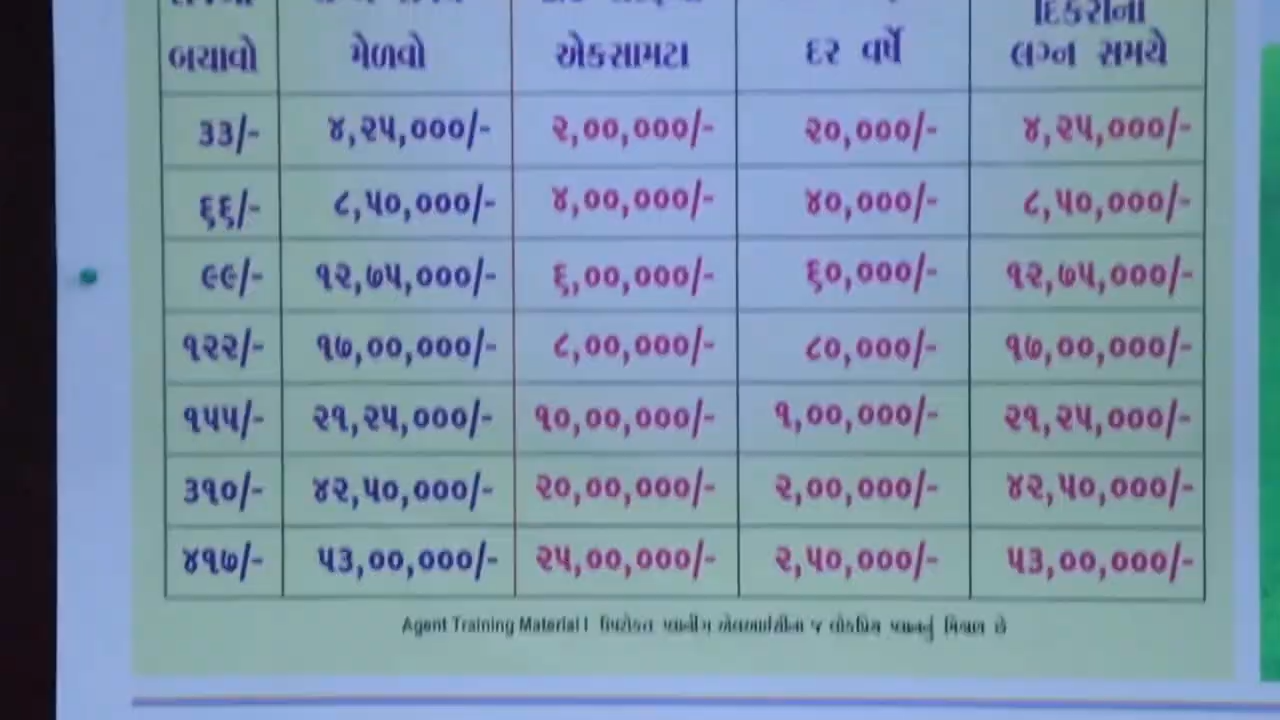 દિકરીના
બચાવો મેળવો એકસામટા દર વર્ષે લગ્ન સમયે
૩૩/- ૪,૨૫,૦૦૦/- ૨,૦૦,૦૦૦/- ૨૦,૦૦૦/- ૪,૨૫,૦૦૦/-
૬૬/- ૮,૫૦,૦૦૦/- ૪,૦૦,૦૦૦/- ૪૦,૦૦૦/- ૮,૫૦,૦૦૦/-
૯૯/- ૧૨,૭૫,૦૦૦/- ૬,૦૦,૦૦૦/- ૬૦,૦૦૦/- ૧૨,૭૫,૦૦૦/-
૧૨૨/- ૧૭,૦૦,૦૦૦/- ૮,૦૦,૦૦૦/- ૮૦,૦૦૦/- ૧૭,૦૦,૦૦૦/-
૧૫૫/- ૨૧,૨૫,૦૦૦/- ૧૦,૦૦,૦૦૦/- ૧,૦૦,૦૦૦/- ૨૧,૨૫,૦૦૦/-
૩૧૦/- ૪૨,૫૦,૦૦૦/- ૨૦,૦૦,૦૦૦/- ૨,૦૦,૦૦૦/- ૪૨,૫૦,૦૦૦/-
૪૧૭/- ૫૩,૦૦,૦૦૦/- ૨૫,૦૦,૦૦૦/- ૨,૫૦,૦૦૦/- ૫૩,૦૦,૦૦૦/-
Agent Training Material I છે